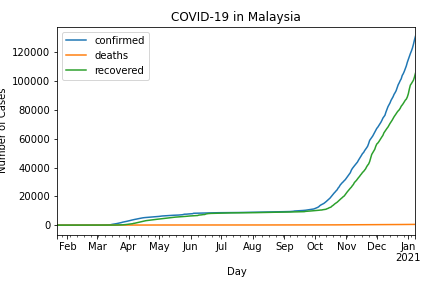 COVID-19 in Malaysia
confirmed
deaths
recovered
120000
100000
80000
60000
40000
20000
0
Number of Cases
Feb Mar Apr May Jun Jul Aug Sep Oct Nov Dec Jan
2021
Day